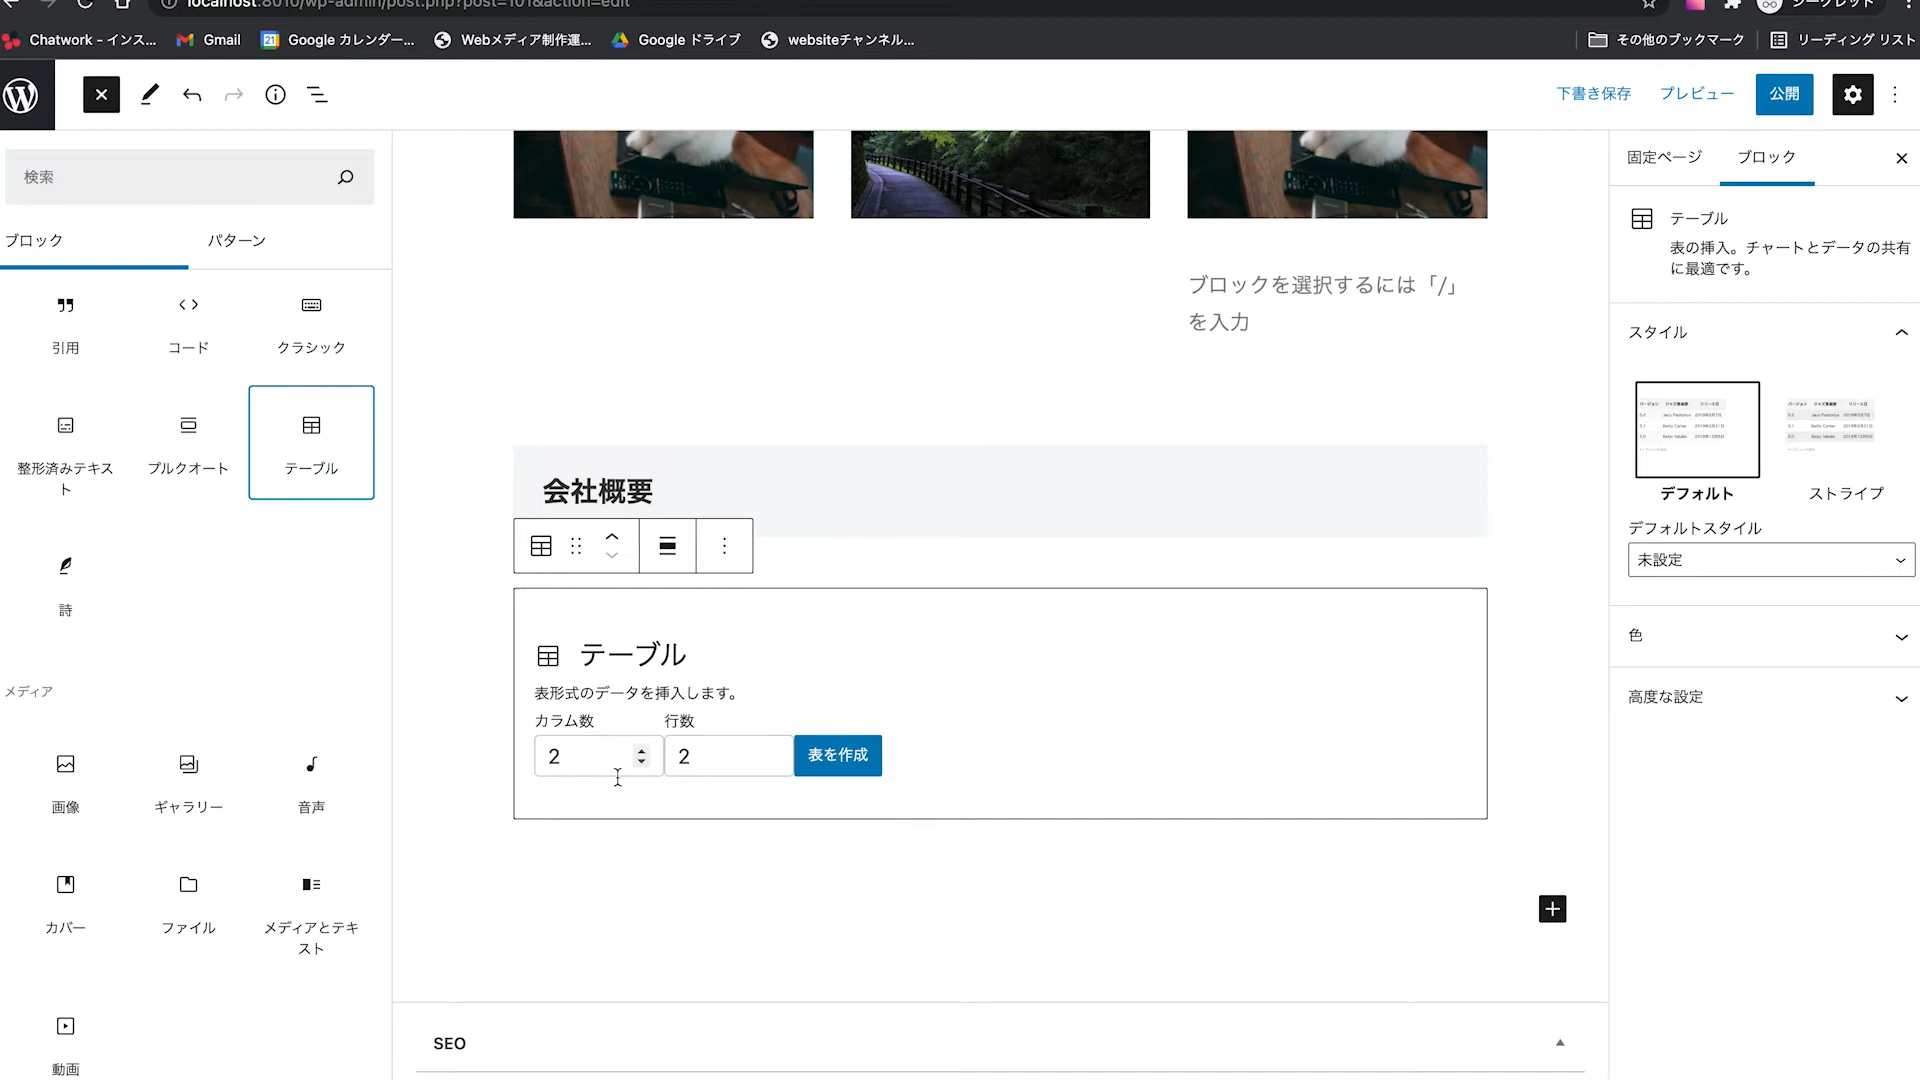 localhost:8010/wp-admin/post.php?post=101&action=edit
シークレット
Chatwork - インス...
Gmail
21
Google カレンダー...
Webメディア制作運...
Google ドライブ
websiteチャンネル...
その他のブックマーク
リーディング リスト
下書き保存
プレビュー
公開
検索
ブロック
パターン
引用
コード
クラシック
整形済みテキス
ト
プルクオート
テーブル
詩
メディア
画像
ギャラリー
音声
カバー
ファイル
メディアとテキ
スト
動画
ブロックを選択するには「/」
を入力
会社概要
テーブル
表形式のデータを挿入します。
カラム数
行数
2
2
表を作成
SEO
固定ページ
ブロック
テーブル
表の挿入。チャートとデータの共有
に最適です。
スタイル
デフォルト
ストライプ
デフォルトスタイル
未設定
色
高度な設定